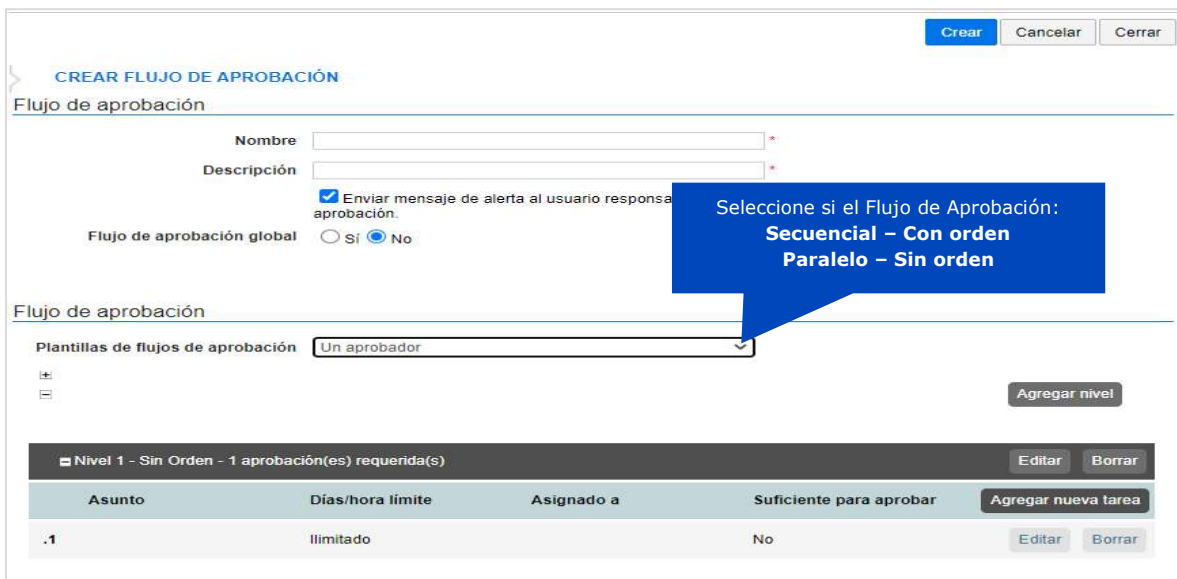 Crear Cancelar Cerrar
CREAR FLUJO DE APROBACIÓN
Flujo de aprobación
Nombre *
Descripción *
Enviar mensaje de alerta al usuario responsa
aprobación.
Flujo de aprobación global Sí No
Seleccione si el Flujo de Aprobación:
Secuencial – Con orden
Paralelo – Sin orden
Flujo de aprobación
Plantillas de flujos de aprobación Un aprobador
Agregar nivel
Nivel 1 - Sin Orden - 1 aprobación(es) requerida(s) Editar Borrar
Asunto Días/hora límite Asignado a Suficiente para aprobar Agregar nueva tarea
.1 Ilimitado No Editar Borrar